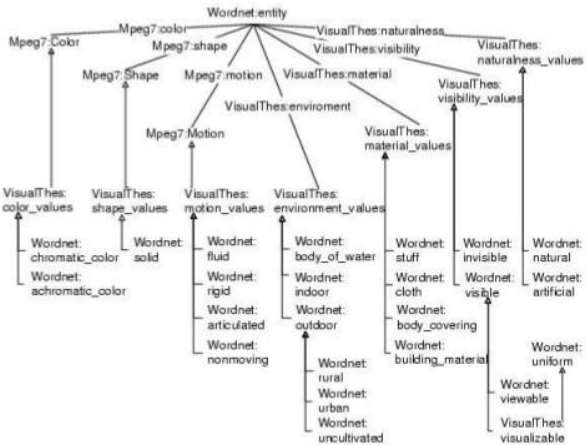 Wordnet:entity
Mpeg7:color
VisualThes:naturalness
Mpeg7:Color
Mpeg7:shape
VisualThes:visibility
VisualThes:
naturalness_values
Mpeg7:Shape
Mpeg7:motion
VisualThes:material
VisualThes:
visibility_values
VisualThes:enviroment
Mpeg7:Motion
VisualThes:
material_values
VisualThes:
color_values
VisualThes:
shape_values
VisualThes:
motion_values
VisualThes:
environment_values
Wordnet:
chromatic_color
Wordnet:
achromatic_color
Wordnet:
solid
Wordnet:
fluid
Wordnet:
rigid
Wordnet:
articulated
Wordnet:
nonmoving
Wordnet:
body_of_water
Wordnet:
indoor
Wordnet:
outdoor
Wordnet:
rural
Wordnet:
urban
Wordnet:
uncultivated
Wordnet:
stuff
Wordnet:
cloth
Wordnet:
body_covering
Wordnet:
building_material
Wordnet:
invisible
Wordnet:
visible
Wordnet:
viewable
VisualThes:
visualizable
Wordnet:
uniform
Wordnet:
natural
Wordnet:
artificial